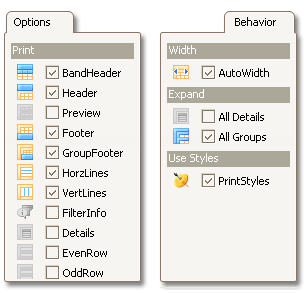 Options
Print
BandHeader
Header
Preview
Footer
GroupFooter
HorzLines
VertLines
FilterInfo
Details
EvenRow
OddRow
Behavior
Width
AutoWidth
Expand
All Details
All Groups
Use Styles
PrintStyles